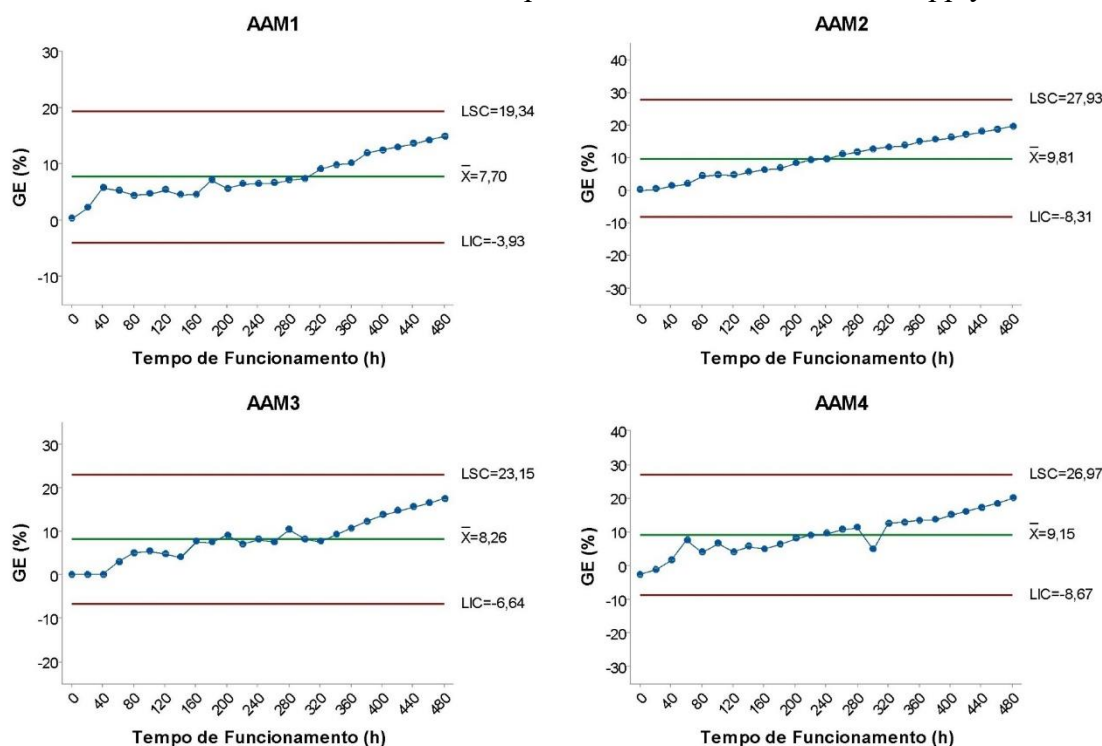 AAM1
GE (%)
30
20
10
0
-10
LSC=19,34
X=7,70
LIC=-3,93
0 40 80 120 160 200 240 280 320 360 400 440 480
Tempo de Funcionamento (h)
AAM2
GE (%)
40
30
20
10
0
-10
-20
-30
LSC=27,93
X=9,81
LIC=-8,31
0 40 80 120 160 200 240 280 320 360 400 440 480
Tempo de Funcionamento (h)
AAM3
GE (%)
30
20
10
0
-10
-20
LSC=23,15
X=8,26
LIC=-6,64
0 40 80 120 160 200 240 280 320 360 400 440 480
Tempo de Funcionamento (h)
AAM4
GE (%)
40
30
20
10
0
-10
-20
-30
LSC=26,97
X=9,15
LIC=-8,67
0 40 80 120 160 200 240 280 320 360 400 440 480
Tempo de Funcionamento (h)